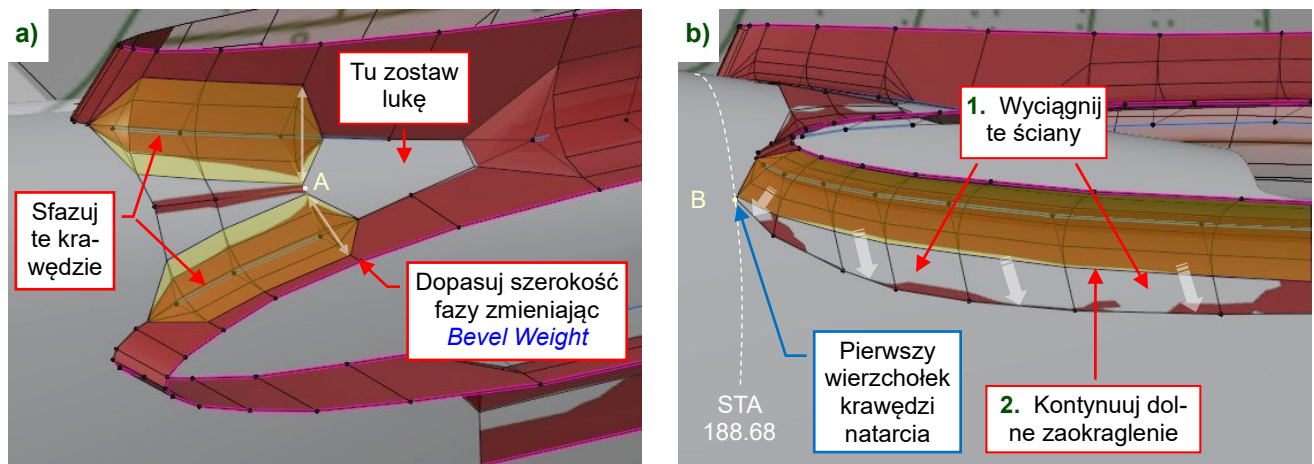 a)
Tu zostaw
lukę
A
Sfazuj
te kra-
wędzie
Dopasuj szerokość
fazy zmieniając
Bevel Weight
b)
1. Wyciągnij
te ściany
B
Pierwszy
wierzchołek
krawędzi
natarcia
STA
188.68
2. Kontynuuj dol-
ne zaokraglenie